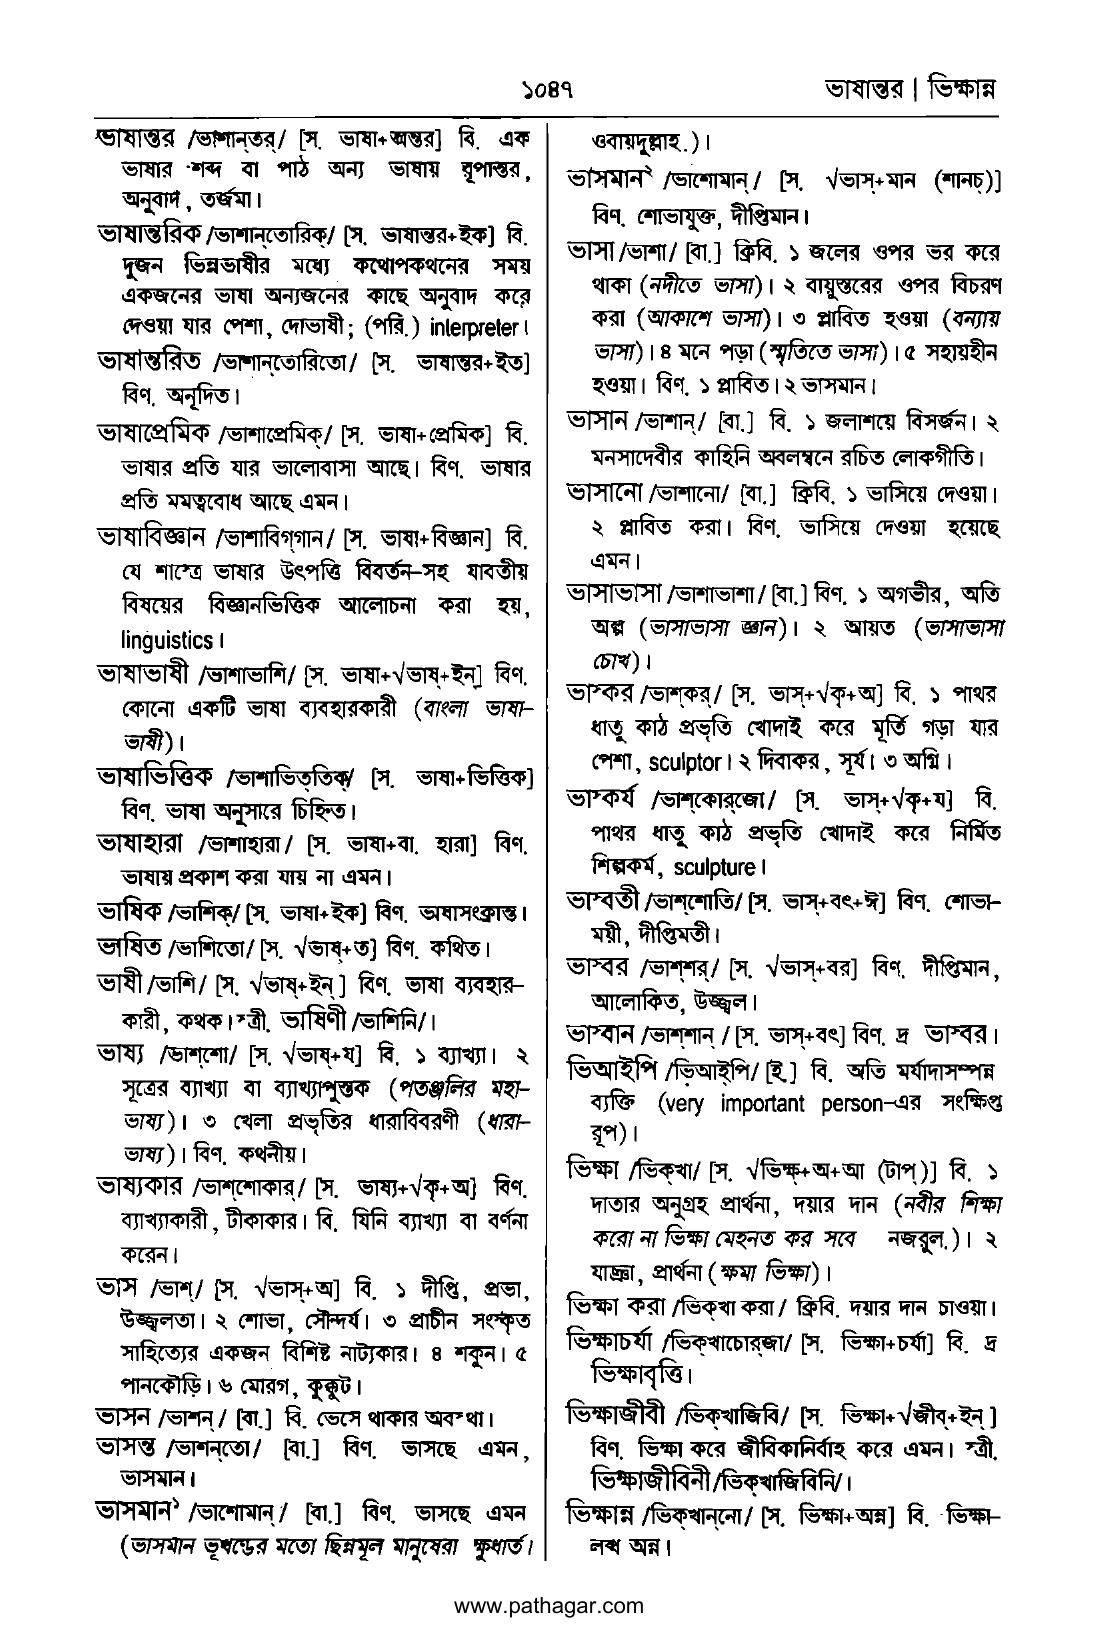 ১০৪৭
ভাষান্তর | ভিক্ষান্ন
ভাষান্তর /ভাশান্‌তর্‌/ [স. ভাষা+অন্তর] বি. এক
ভাষার শব্দ বা পাঠ অন্য ভাষায় রূপান্তর,
অনুবাদ, তর্জমা।
ভাষান্তরিক /ভাশান্‌তোরিক্‌/ [স. ভাষান্তর+ইক] বি.
দুজন ভিন্নভাষীর মধ্যে কথোপকথনের সময়
একজনের ভাষা অন্যজনের কাছে অনুবাদ করে
দেওয়া যার পেশা, দোভাষী; (পরি.) interpreter।
ভাষান্তরিত /ভাশান্‌তোরিতো/ [স. ভাষান্তর+ইত]
বিণ. অনূদিত।
ভাষাপ্রেমিক /ভাশাপ্রেমিক্‌/ [স. ভাষা+প্রেমিক] বি.
ভাষার প্রতি যার ভালোবাসা আছে। বিণ. ভাষার
প্রতি মমত্ববোধ আছে এমন।
ভাষাবিজ্ঞান /ভাশাবিগ্‌গান/ [স. ভাষা+বিজ্ঞান] বি.
যে শাস্ত্রে ভাষার উৎপত্তি বিবর্তন-সহ যাবতীয়
বিষয়ের বিজ্ঞানভিত্তিক আলোচনা করা হয়,
linguistics।
ভাষাভাষী /ভাশাভাশি/ [স. ভাষা+√ভাষ্‌+ইন্‌] বিণ.
কোনো একটি ভাষা ব্যবহারকারী (বাংলা ভাষা-
ভাষী)।
ভাষাভিত্তিক /ভাশাভিত্‌তিক্‌/ [স. ভাষা+ভিত্তিক]
বিণ. ভাষা অনুসারে চিহ্নিত।
ভাষাহারা /ভাশাহারা/ [স. ভাষা+বা. হারা] বিণ.
ভাষায় প্রকাশ করা যায় না এমন।
ভাষিক /ভাশিক্‌/ [স. ভাষা+ইক] বিণ. ভাষাসংক্রান্ত।
ভাষিত /ভাশিতো/ [স. √ভাষ্‌+ত] বিণ. কথিত।
ভাষী /ভাশি/ [স. √ভাষ্‌+ইন্‌] বিণ. ভাষা ব্যবহার-
কারী, কথক। স্ত্রী. ভাষিণী /ভাশিনি/।
ভাষ্য /ভাশ্‌শো/ [স. √ভাষ্‌+য] বি. ১ ব্যাখ্যা। ২
সূত্রের ব্যাখ্যা বা ব্যাখ্যাপুস্তক (পতঞ্জলির মহা-
ভাষ্য)। ৩ খেলা প্রভৃতির ধারাবিবরণী (ধারা-
ভাষ্য)। বিণ. কথনীয়।
ভাষ্যকার /ভাশ্‌শোকার্‌/ [স. ভাষ্য+√কৃ+অ] বিণ.
ব্যাখ্যাকারী, টীকাকার। বি. যিনি ব্যাখ্যা বা বর্ণনা
করেন।
ভাস /ভাশ্‌/ [স. √ভাস্‌+অ] বি. ১ দীপ্তি, প্রভা,
উজ্জ্বলতা। ২ শোভা, সৌন্দর্য। ৩ প্রাচীন সংস্কৃত
সাহিত্যের একজন বিশিষ্ট নাট্যকার। ৪ শকুন। ৫
পানকৌড়ি। ৬ মোরগ, কুক্কুট।
ভাসন /ভাশন্‌/ [বা.] বি. ভেসে থাকার অবস্থা।
ভাসন্ত /ভাশন্‌তো/ [বা.] বিণ. ভাসছে এমন,
ভাসমান।
ভাসমান¹ /ভাশোমান্‌/ [বা.] বিণ. ভাসছে এমন
(ভাসমান ভূখণ্ডের মতো ছিন্নমূল মানুষেরা ক্ষুধার্ত।
ওবায়দুল্লাহ.)।
ভাসমান² /ভাশোমান্‌/ [স. √ভাস্‌+মান (শানচ্‌)]
বিণ. শোভাযুক্ত, দীপ্তিমান।
ভাসা /ভাশা/ [বা.] ক্রিবি. ১ জলের ওপর ভর করে
থাকা (নদীতে ভাসা)। ২ বায়ুস্তরের ওপর বিচরণ
করা (আকাশে ভাসা)। ৩ প্লাবিত হওয়া (বন্যায়
ভাসা)। ৪ মনে পড়া (স্মৃতিতে ভাসা)। ৫ সহায়হীন
হওয়া। বিণ. ১ প্লাবিত। ২ ভাসমান।
ভাসান /ভাশান্‌/ [বা.] বি. ১ জলাশয়ে বিসর্জন। ২
মনসাদেবীর কাহিনি অবলম্বনে রচিত লোকগীতি।
ভাসানো /ভাশানো/ [বা.] ক্রিবি. ১ ভাসিয়ে দেওয়া।
২ প্লাবিত করা। বিণ. ভাসিয়ে দেওয়া হয়েছে
এমন।
ভাসাভাসা /ভাশাভাশা/ [বা.] বিণ. ১ অগভীর, অতি
অল্প (ভাসাভাসা জ্ঞান)। ২ আয়ত (ভাসাভাসা
চোখ)।
ভাস্কর /ভাশ্‌কর্‌/ [স. ভাস্‌+√কৃ+অ] বি. ১ পাথর
ধাতু কাঠ প্রভৃতি খোদাই করে মূর্তি গড়া যার
পেশা, sculptor। ২ দিবাকর, সূর্য। ৩ অগ্নি।
ভাস্কর্য /ভাশ্‌কোর্‌জো/ [স. ভাস্‌+√কৃ+য] বি.
পাথর ধাতু কাঠ প্রভৃতি খোদাই করে নির্মিত
শিল্পকর্ম, sculpture।
ভাস্বতী /ভাশ্‌শোতি/ [স. ভাস্‌+বৎ+ঈ] বিণ. শোভা-
ময়ী, দীপ্তিমতী।
ভাস্বর /ভাশ্‌শর্‌/ [স. √ভাস্‌+বর] বিণ. দীপ্তিমান,
আলোকিত, উজ্জ্বল।
ভাস্বান /ভাশ্‌শান্‌/ [স. ভাস্‌+বৎ] বিণ. দ্র ভাস্বর।
ভিআইপি /ভিআইপি/ [ই.] বি. অতি মর্যাদাসম্পন্ন
ব্যক্তি (very important person-এর সংক্ষিপ্ত
রূপ)।
ভিক্ষা /ভিক্‌খা/ [স. √ভিক্ষ্‌+অ+আ (টাপ্‌)] বি. ১
দাতার অনুগ্রহ প্রার্থনা, দয়ার দান (নবীর শিক্ষা
করো না ভিক্ষা মেহনত কর সবে নজরুল.)। ২
যাচ্ঞা, প্রার্থনা (ক্ষমা ভিক্ষা)।
ভিক্ষা করা /ভিক্‌খা করা/ ক্রিবি. দয়ার দান চাওয়া।
ভিক্ষাচর্যা /ভিক্‌খাচোর্‌জা/ [স. ভিক্ষা+চর্যা] বি. দ্র
ভিক্ষাবৃত্তি।
ভিক্ষাজীবী /ভিক্‌খাজিবি/ [স. ভিক্ষা+√জীব্‌+ইন্‌]
বিণ. ভিক্ষা করে জীবিকানির্বাহ করে এমন। স্ত্রী.
ভিক্ষাজীবিনী /ভিক্‌খাজিবিনি/।
ভিক্ষান্ন /ভিক্‌খান্‌নো/ [স. ভিক্ষা+অন্ন] বি. ভিক্ষা-
লব্ধ অন্ন।
www.pathagar.com